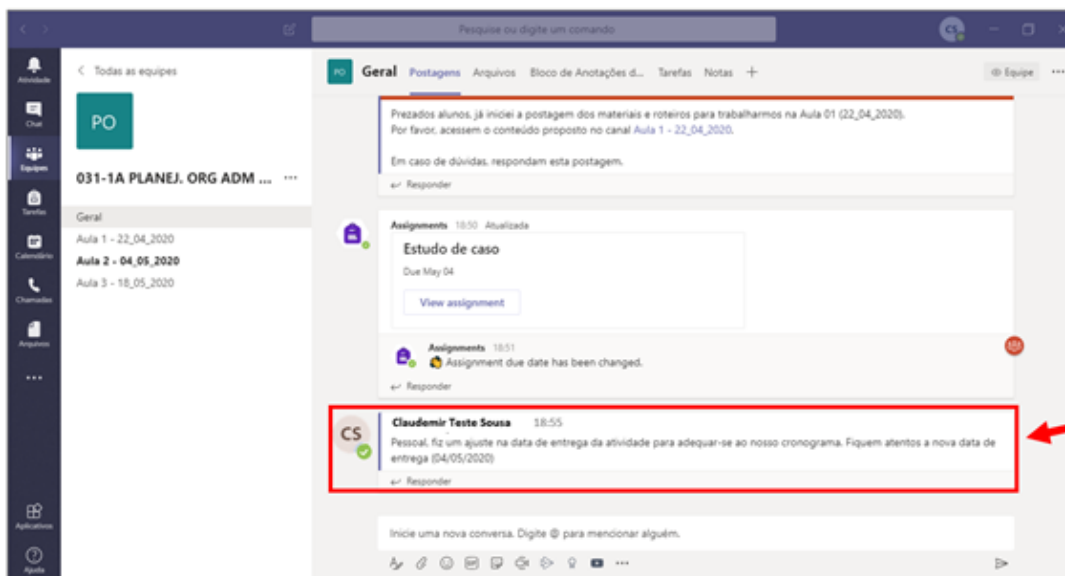 Pesquise ou digite um comando
CS
Atividade
Chat
Equipes
Tarefas
Calendário
Chamadas
Arquivos
Aplicativos
Ajuda
Todas as equipes
PO
031-1A PLANEJ. ORG ADM ...
Geral
Aula 1 - 22_04_2020
Aula 2 - 04_05_2020
Aula 3 - 18_05_2020
PO Geral Postagens Arquivos Bloco de Anotações d... Tarefas Notas +
Equipe
Prezados alunos, já iniciei a postagem dos materiais e roteiros para trabalharmos na Aula 01 (22_04_2020).
Por favor, acessem o conteúdo proposto no canal Aula 1 - 22_04_2020.
Em caso de dúvidas, respondam esta postagem.
Responder
Assignments 18:50 Atualizada
Estudo de caso
Due May 04
View assignment
Assignments 18:51
Assignment due date has been changed.
Responder
CS
Claudemir Teste Sousa 18:55
Pessoal, fiz um ajuste na data de entrega da atividade para adequar-se ao nosso cronograma. Fiquem atentos a nova data de
entrega (04/05/2020)
Responder
Inicie uma nova conversa. Digite @ para mencionar alguém.
GIF